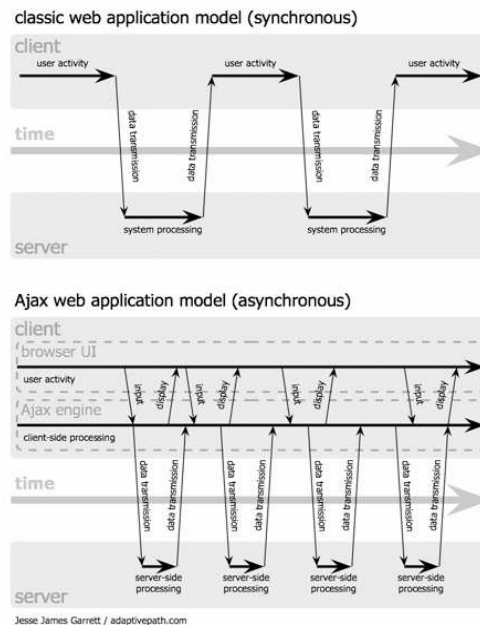 classic web application model (synchronous)
client
user activity
user activity
user activity
data transmission
data transmission
data transmission
data transmission
time
system processing
system processing
server
Ajax web application model (asynchronous)
client
browser UI
user activity
input
display
input
display
input
display
input
display
Ajax engine
client-side processing
data transmission
data transmission
data transmission
data transmission
data transmission
data transmission
data transmission
data transmission
time
server-side
processing
server-side
processing
server-side
processing
server-side
processing
server
Jesse James Garrett / adaptivepath.com